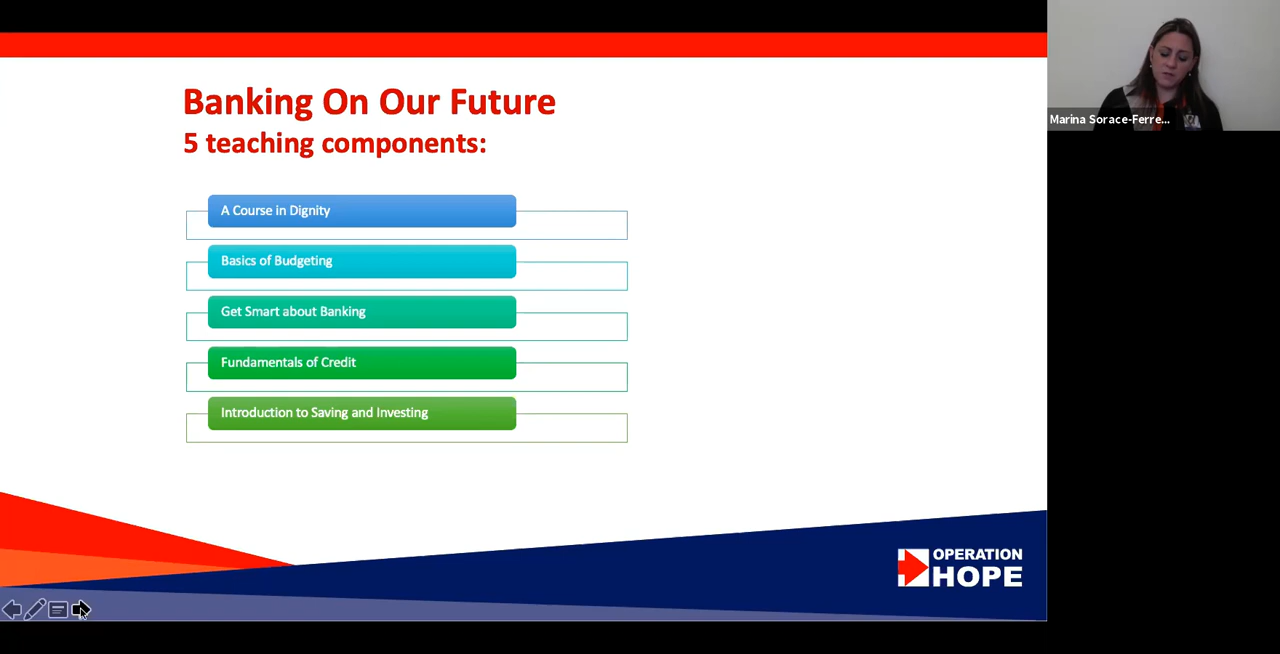 Banking On Our Future
5 teaching components:
A Course in Dignity
Basics of Budgeting
Get Smart about Banking
Fundamentals of Credit
Introduction to Saving and Investing
OPERATION
HOPE
Marina Sorace-Ferre...